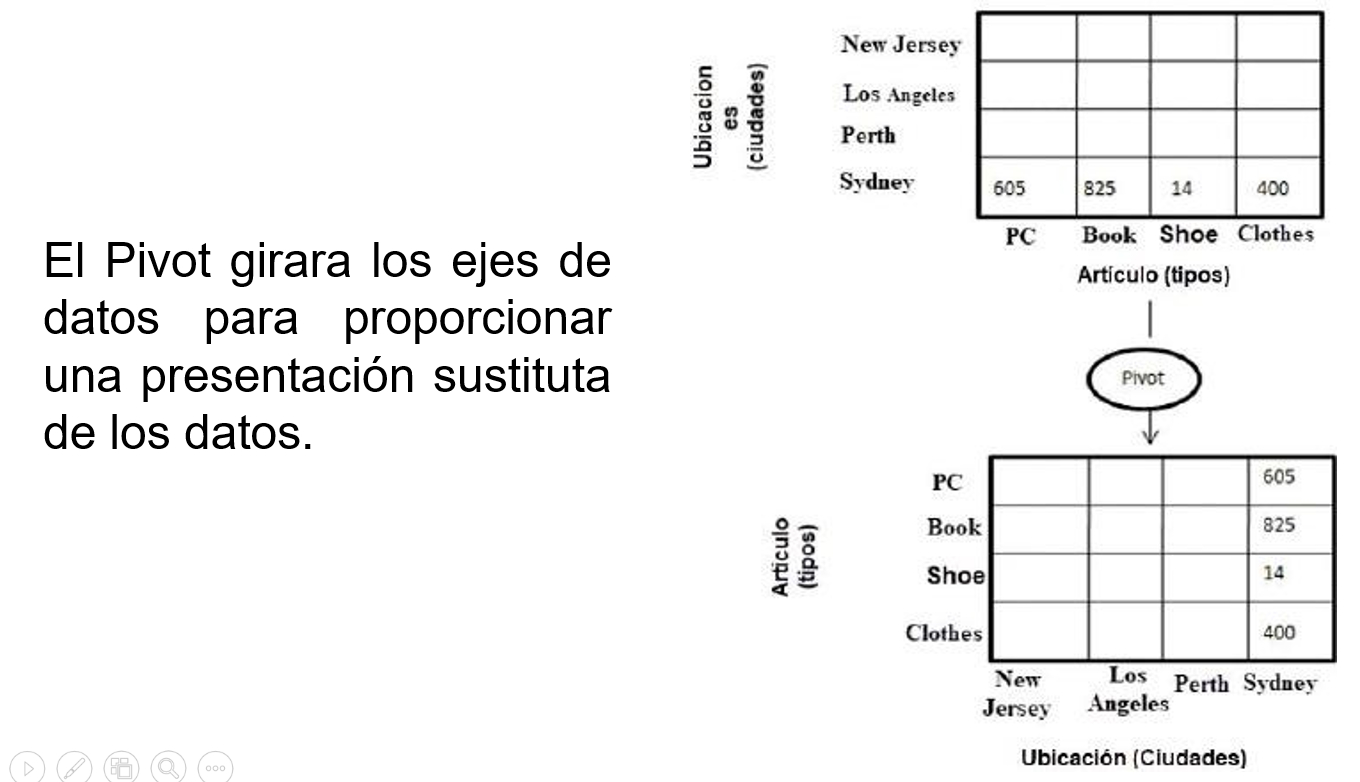 El Pivot girara los ejes de
datos para proporcionar
una presentación sustituta
de los datos.
Ubicacion
es
(ciudades)
New Jersey
Los Angeles
Perth
Sydney 605 825 14 400
PC Book Shoe Clothes
Artículo (tipos)
Pivot
Artículo
(tipos)
PC 605
Book 825
Shoe 14
Clothes 400
New Los Perth Sydney
Jersey Angeles
Ubicación (Ciudades)